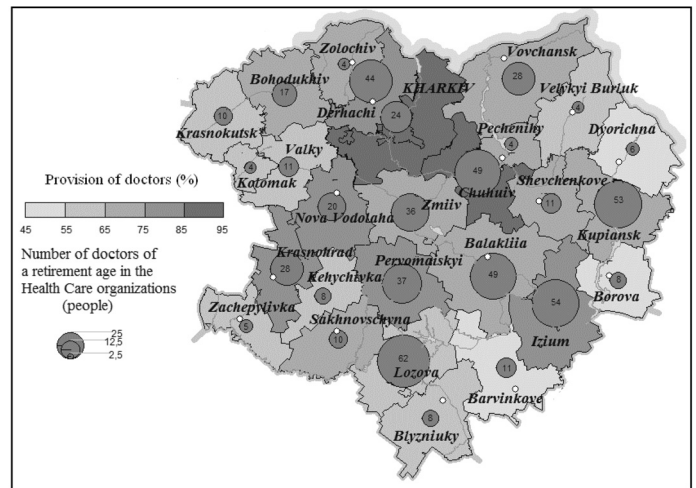 Zolochiv
4
44
Vovchansk
28
Bohodukhiv
17
KHARKIV
Velykyi Burluk
4
Derhachi
24
10
Krasnokutsk
Pechenihy
4
Dvorichna
6
Valky
11
4
Kolomak
49
Chuhuiv
Shevchenkove
11
53
Kupiansk
Provision of doctors (%)
45 55 65 75 85 95
20
Nova Vodolaha
36
Zmiiv
Number of doctors of
a retirement age in the
Health Care organizations
(people)
25
12,5
2,5
Krasnohrad
28
Kehychivka
8
Pervomaiskyi
37
Balakliia
49
8
Borova
Zachepylivka
5
Sakhnovschyna
10
54
Izium
62
Lozova
11
Barvinkove
8
Blyzniuky